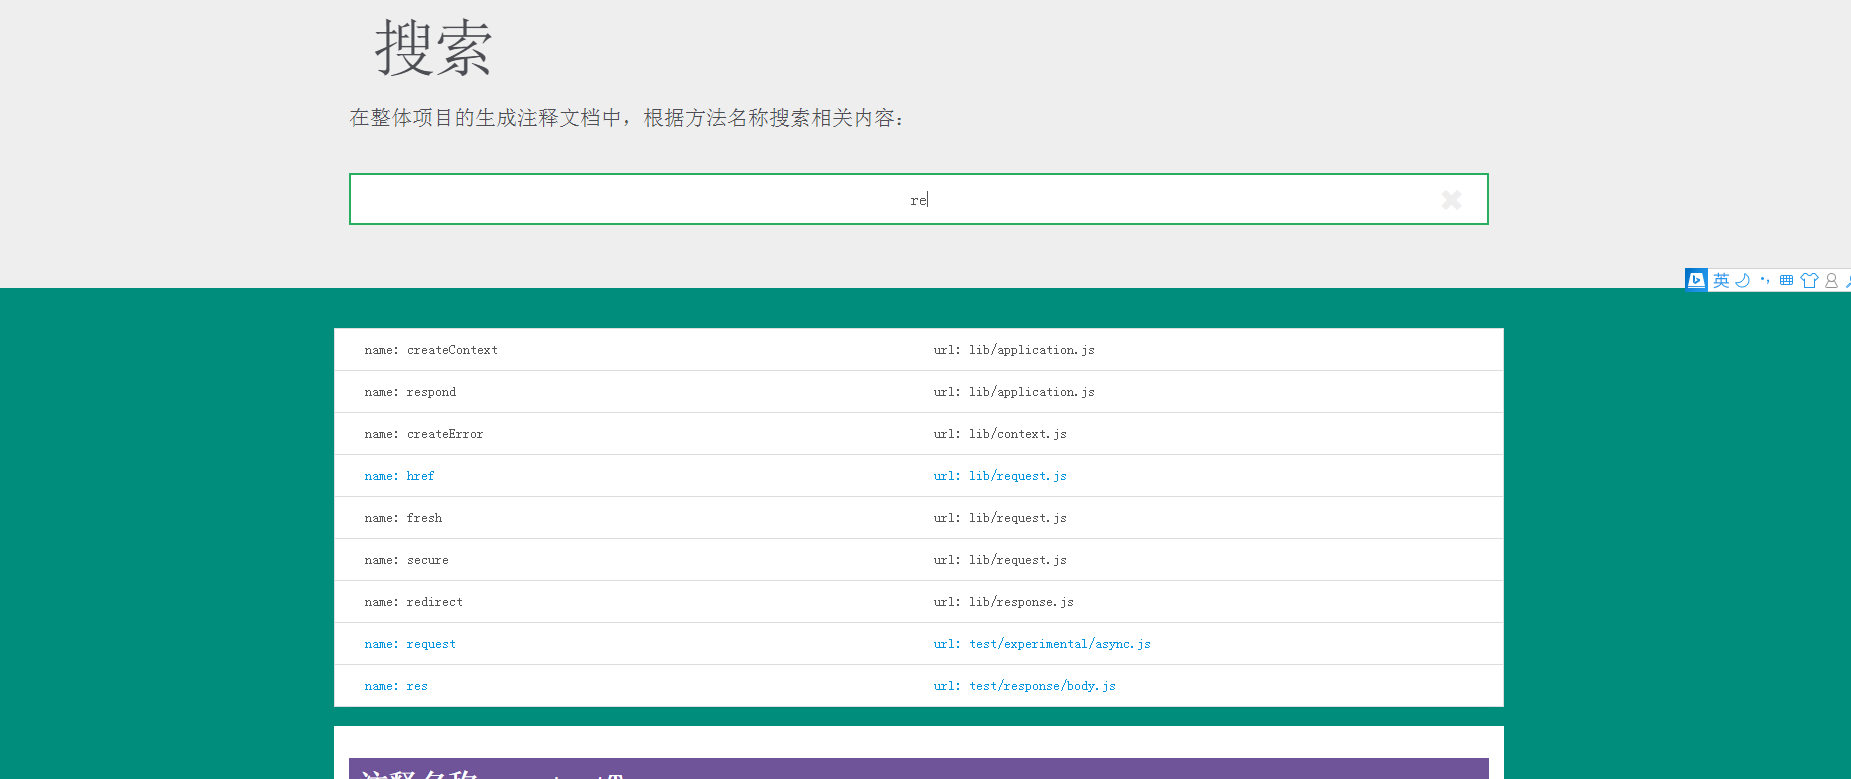 搜索
在整体项目的生成注释文档中，根据方法名称搜索相关内容：
re
英
name: createContext url: lib/application.js
name: respond url: lib/application.js
name: createError url: lib/context.js
name: href url: lib/request.js
name: fresh url: lib/request.js
name: secure url: lib/request.js
name: redirect url: lib/response.js
name: request url: test/experimental/async.js
name: res url: test/response/body.js
注释名称